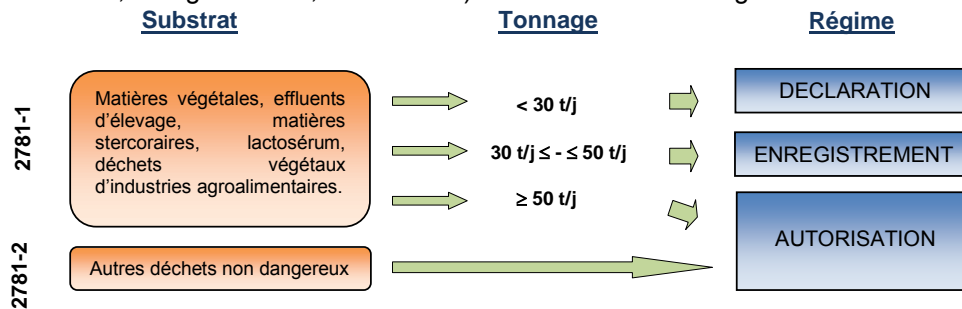 Substrat Tonnage Régime
2781-1
Matières végétales, effluents
d'élevage, matières
stercoraires, lactosérum,
déchets végétaux
d'industries agroalimentaires.
< 30 t/j
DECLARATION
30 t/j ≤ - ≤ 50 t/j
ENREGISTREMENT
≥ 50 t/j
AUTORISATION
2781-2
Autres déchets non dangereux